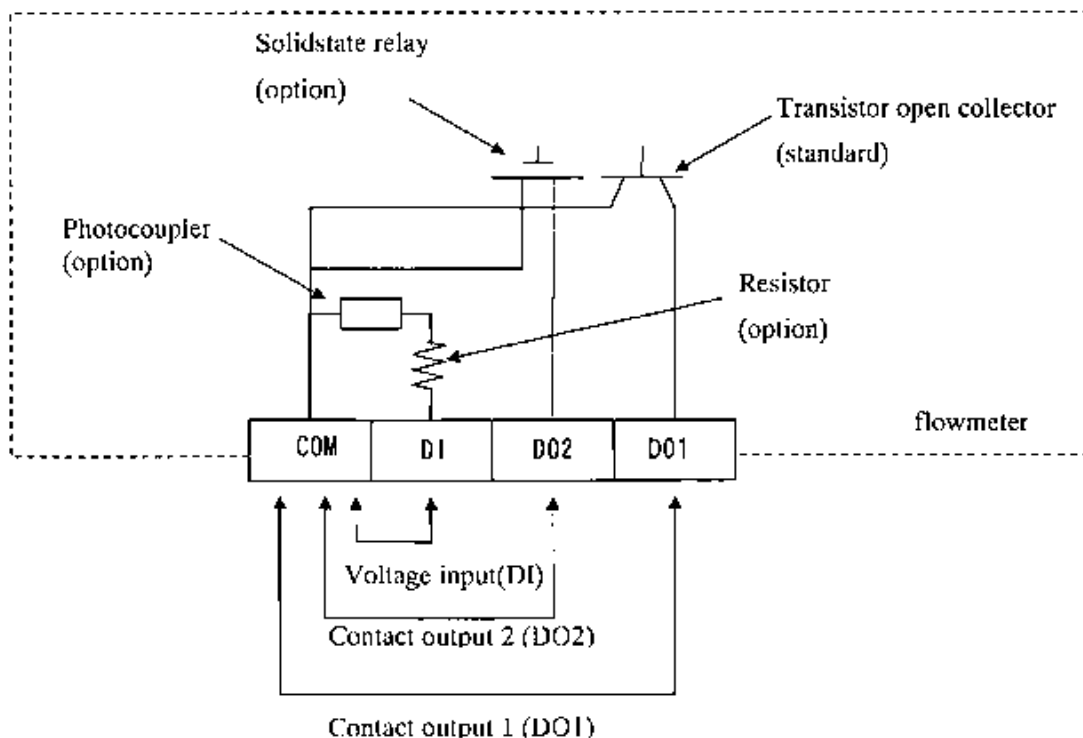 Solidstate relay
(option)
Transistor open collector
(standard)
Photocoupler
(option)
Resistor
(option)
flowmeter
COM
DI
DO2
DO1
Voltage input(DI)
Contact output 2 (DO2)
Contact output 1 (DO1)